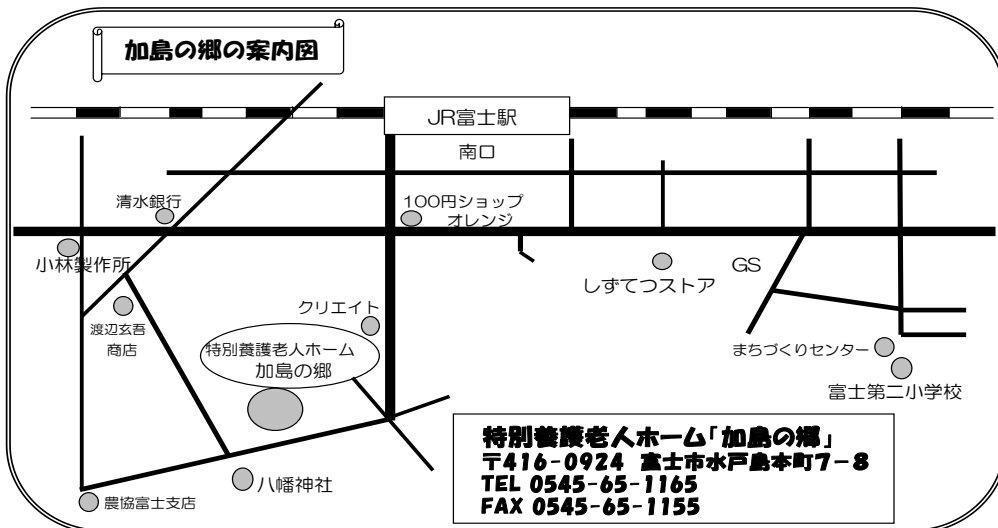 加島の郷の案内図
JR富士駅
南口
清水銀行
100円ショップ
オレンジ
小林製作所
しずてつストア
GS
渡辺玄吾
商店
クリエイト
特別養護老人ホーム
加島の郷
まちづくりセンター
富士第二小学校
八幡神社
農協富士支店
特別養護老人ホーム「加島の郷」
〒416-0924 富士市水戸島本町7-8
TEL 0545-65-1165
FAX 0545-65-1155